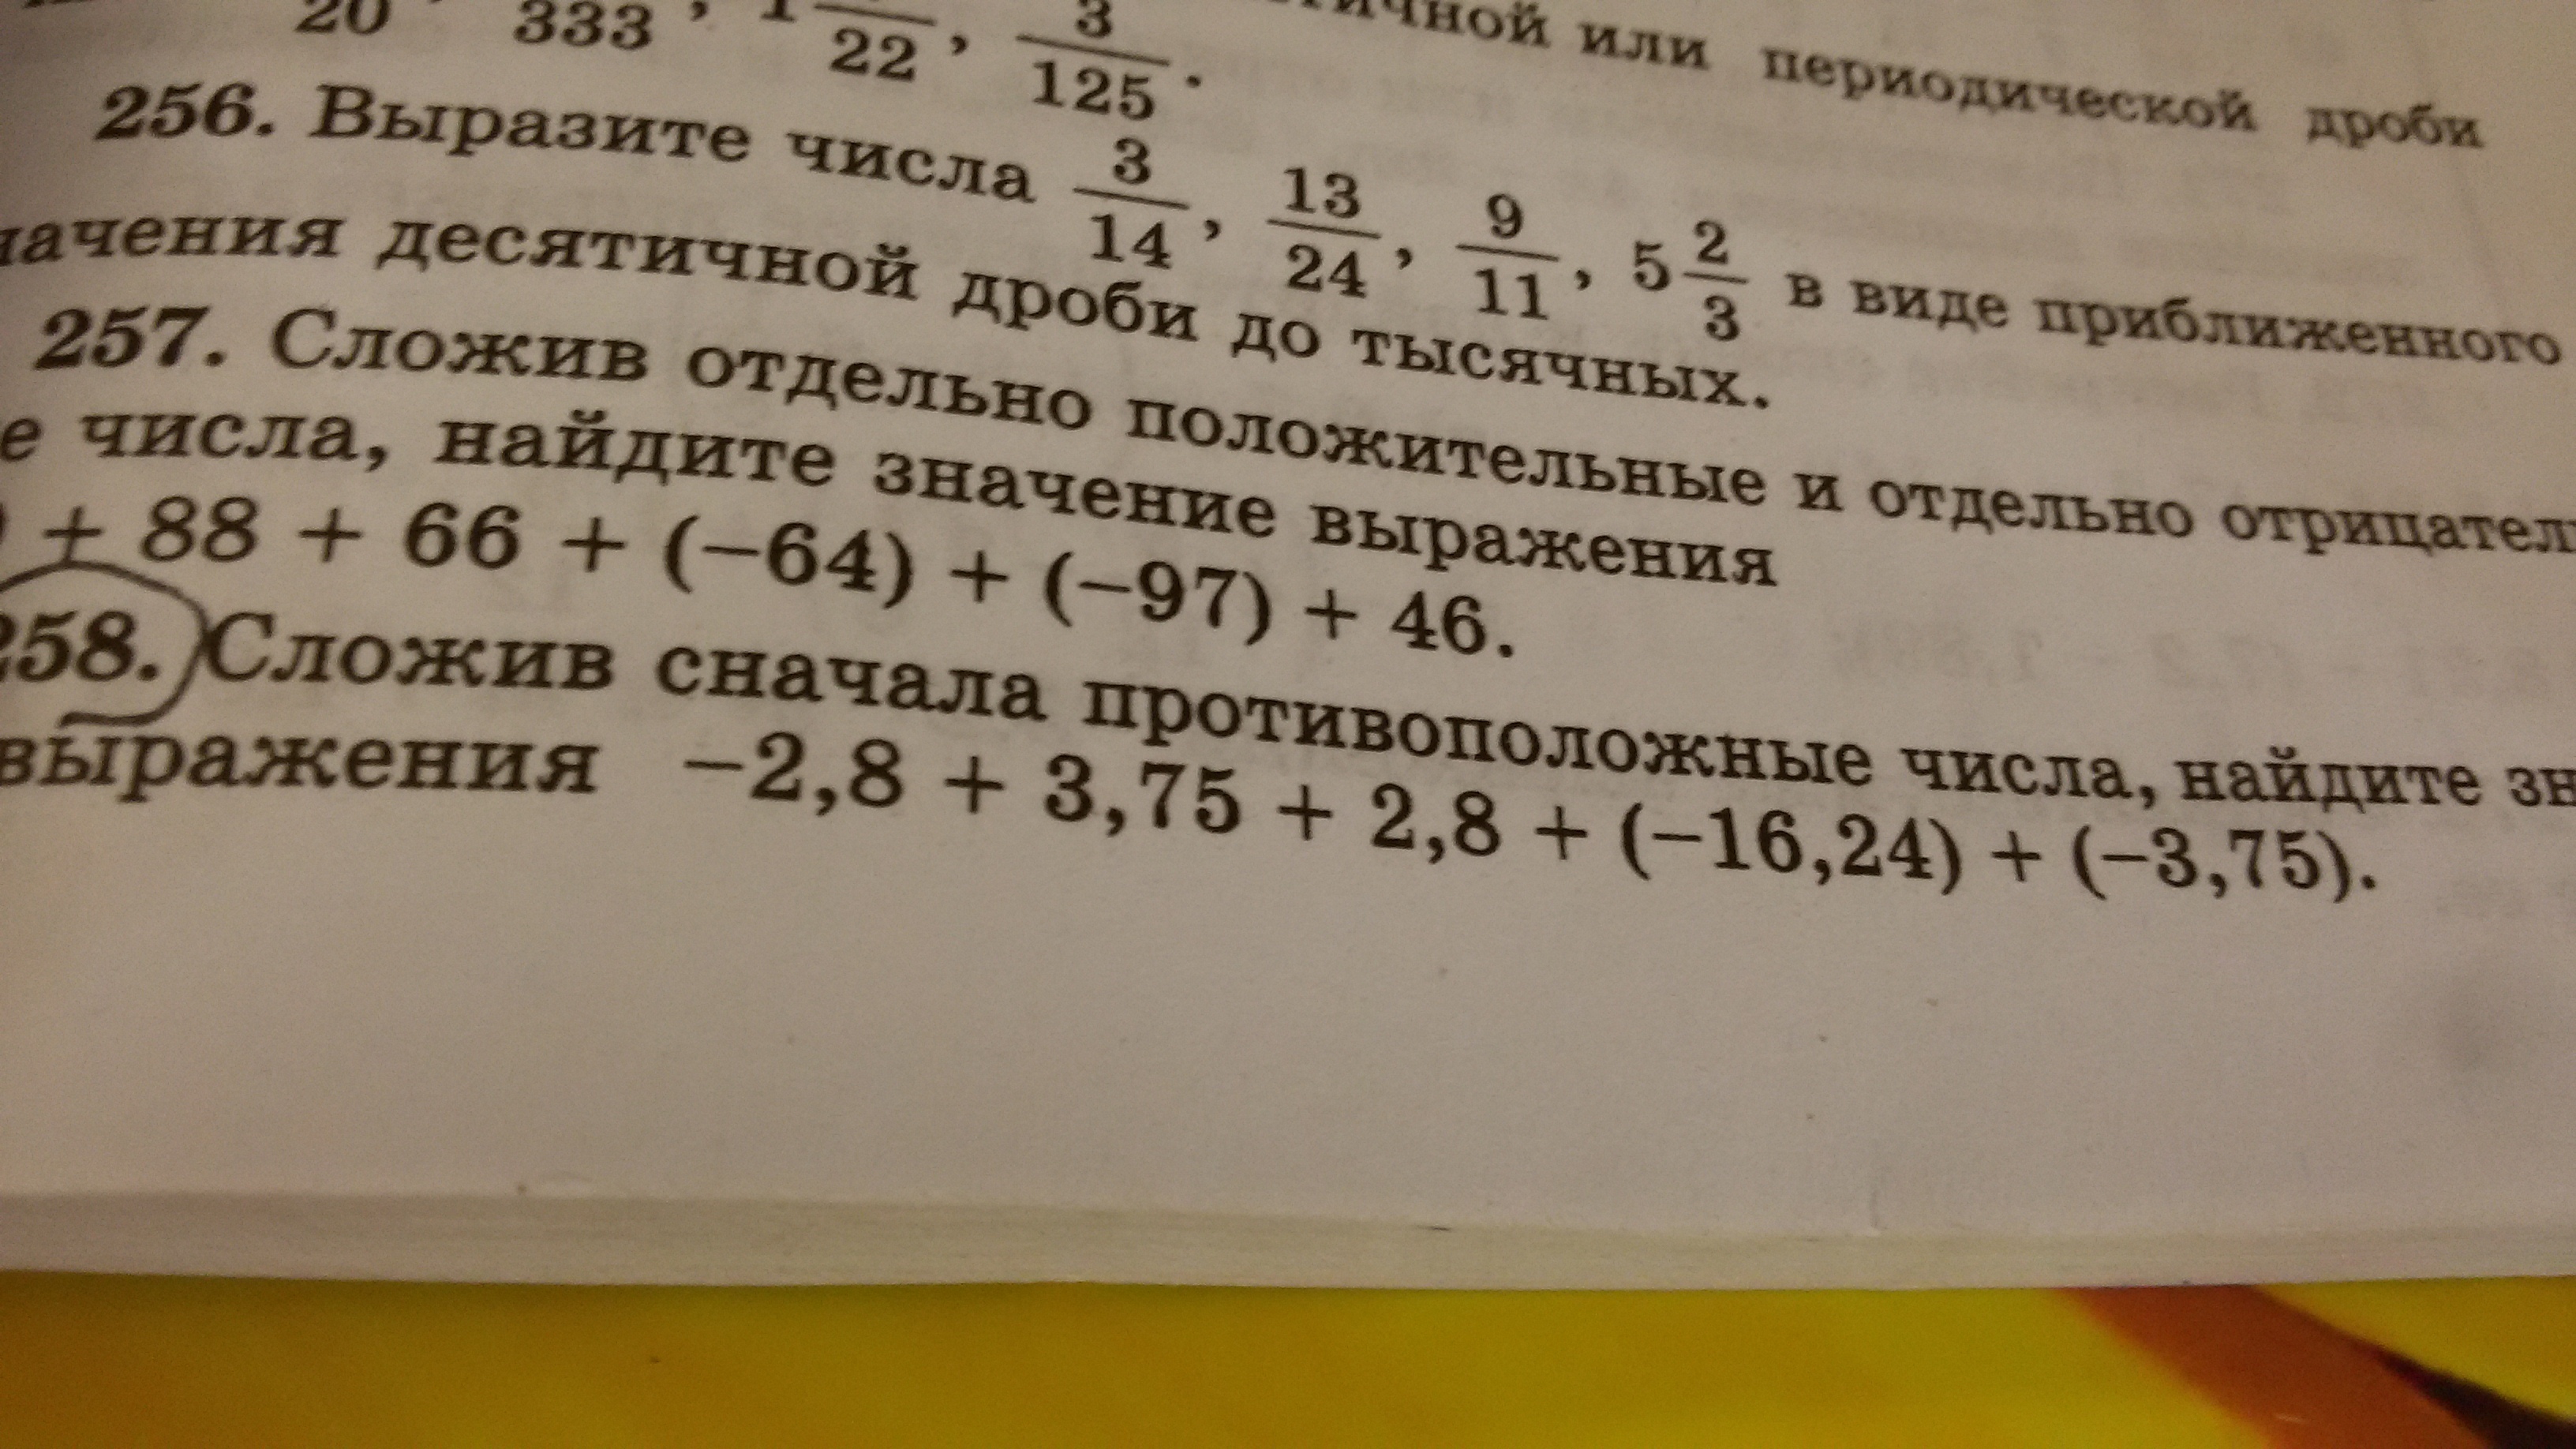 20 , 333 , 1 22 , 3/125 . или периодической дроби
256. Выразите числа 3/14, 13/24, 9/11, 5 2/3 в виде приближенного
начения десятичной дроби до тысячных.
257. Сложив отдельно положительные и отдельно отрицател
е числа, найдите значение выражения
) + 88 + 66 + (−64) + (−97) + 46.
258. Сложив сначала противоположные числа, найдите зн
выражения −2,8 + 3,75 + 2,8 + (−16,24) + (−3,75).